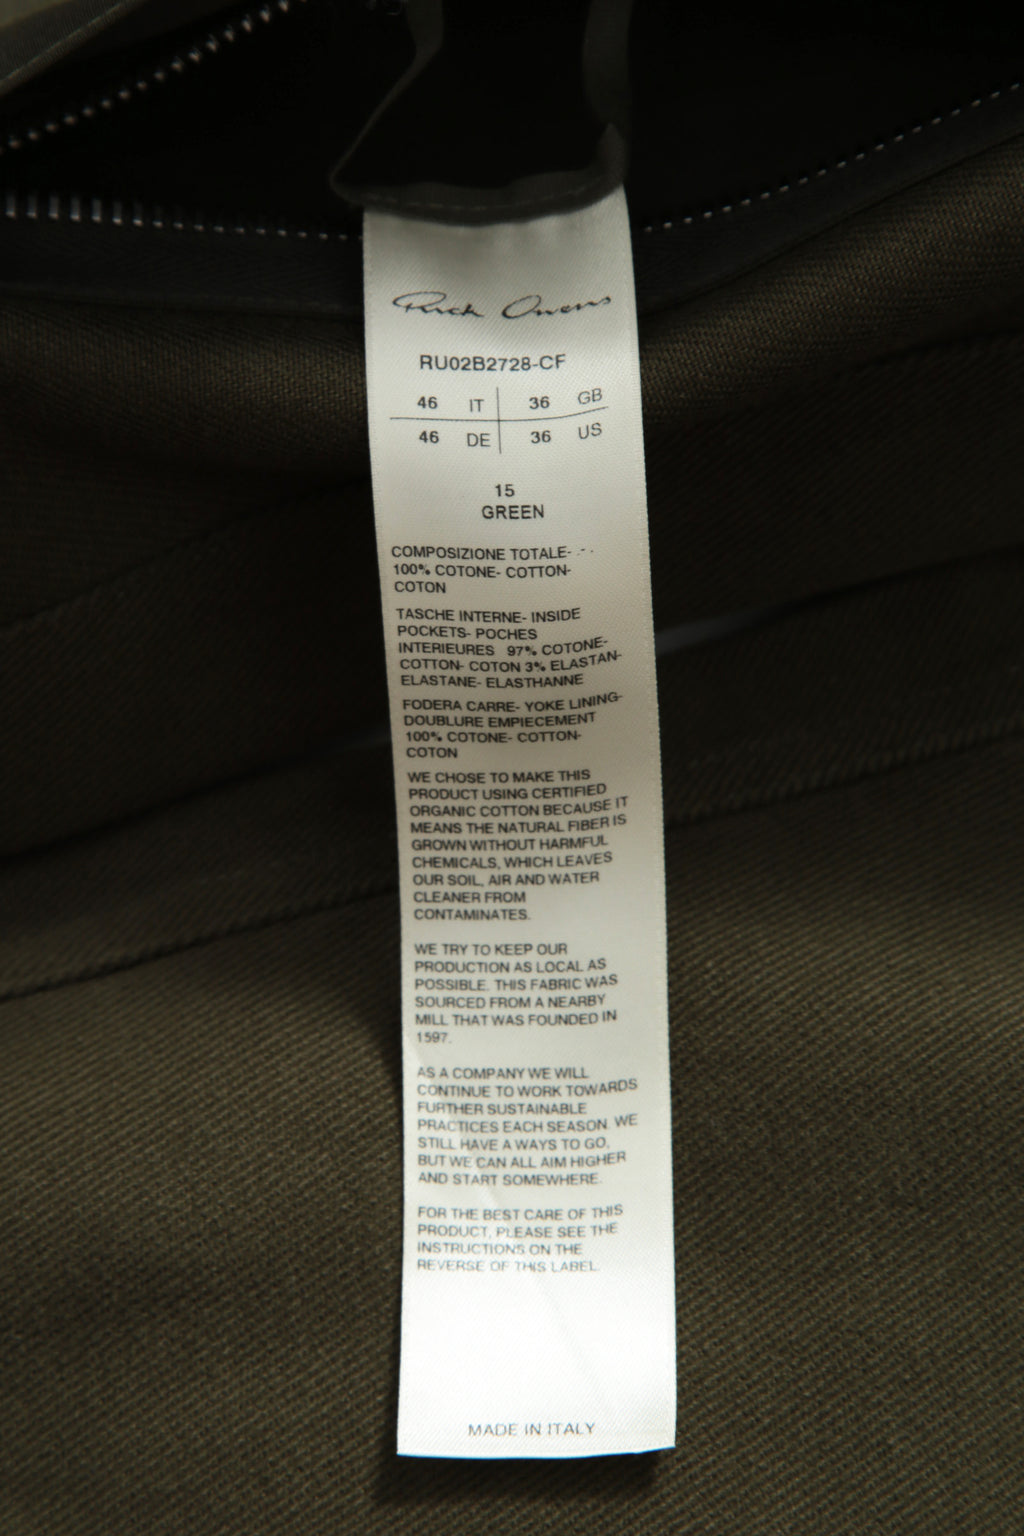 Rick Owens
RU02B2728-CF
46 IT 36 GB
46 DE 36 US
15
GREEN
COMPOSIZIONE TOTALE-
100% COTONE- COTTON-
COTON
TASCHE INTERNE- INSIDE
POCKETS- POCHES
INTERIEURES 97% COTONE-
COTTON- COTON 3% ELASTAN-
ELASTANE- ELASTHANNE
FODERA CARRE- YOKE LINING-
DOUBLURE EMPIECEMENT
100% COTONE- COTTON-
COTON
WE CHOSE TO MAKE THIS
PRODUCT USING CERTIFIED
ORGANIC COTTON BECAUSE IT
MEANS THE NATURAL FIBER IS
GROWN WITHOUT HARMFUL
CHEMICALS, WHICH LEAVES
OUR SOIL, AIR AND WATER
CLEANER FROM
CONTAMINATES.
WE TRY TO KEEP OUR
PRODUCTION AS LOCAL AS
POSSIBLE. THIS FABRIC WAS
SOURCED FROM A NEARBY
MILL THAT WAS FOUNDED IN
1597.
AS A COMPANY WE WILL
CONTINUE TO WORK TOWARDS
FURTHER SUSTAINABLE
PRACTICES EACH SEASON. WE
STILL HAVE A WAYS TO GO,
BUT WE CAN ALL AIM HIGHER
AND START SOMEWHERE.
FOR THE BEST CARE OF THIS
PRODUCT, PLEASE SEE THE
INSTRUCTIONS ON THE
REVERSE OF THIS LABEL.
MADE IN ITALY